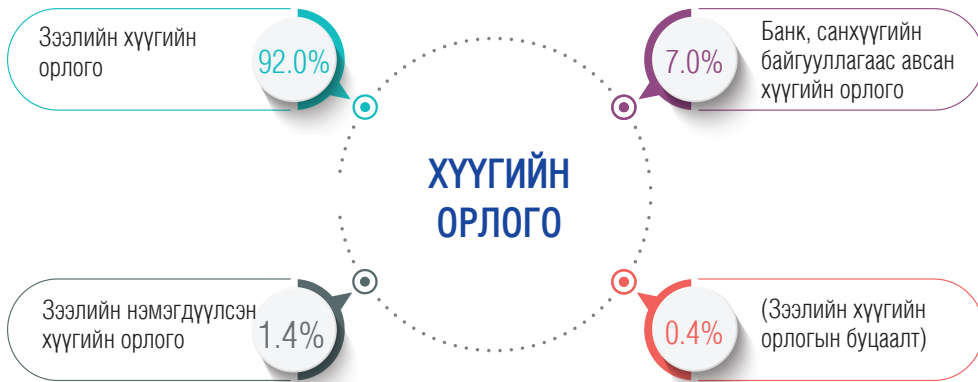 Зээлийн хүүгийн
орлого
92.0%
7.0%
Банк, санхүүгийн
байгууллагаас авсан
хүүгийн орлого
ХҮҮГИЙН
ОРЛОГО
Зээлийн нэмэгдүүлсэн
хүүгийн орлого
1.4%
0.4%
(Зээлийн хүүгийн
орлогын буцаалт)